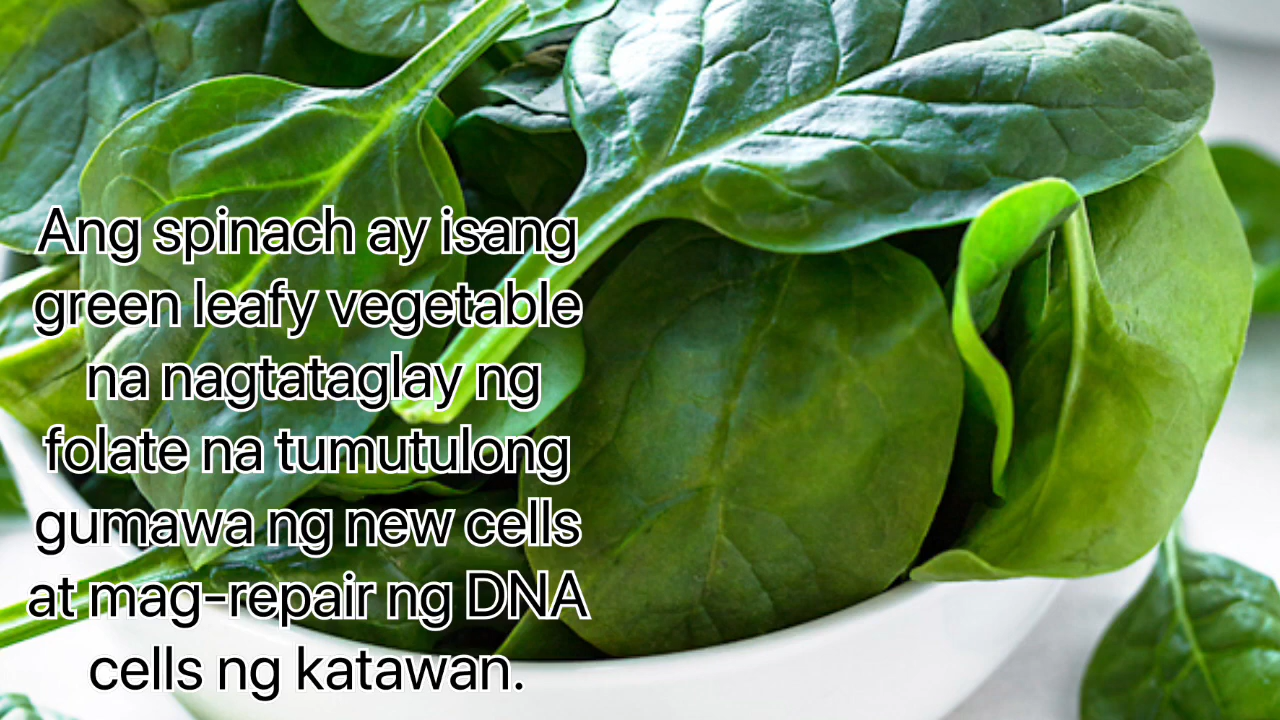 Ang spinach ay isang
green leafy vegetable
na nagtataglay ng
folate na tumutulong
gumawa ng new cells
at mag-repair ng DNA
cells ng katawan.